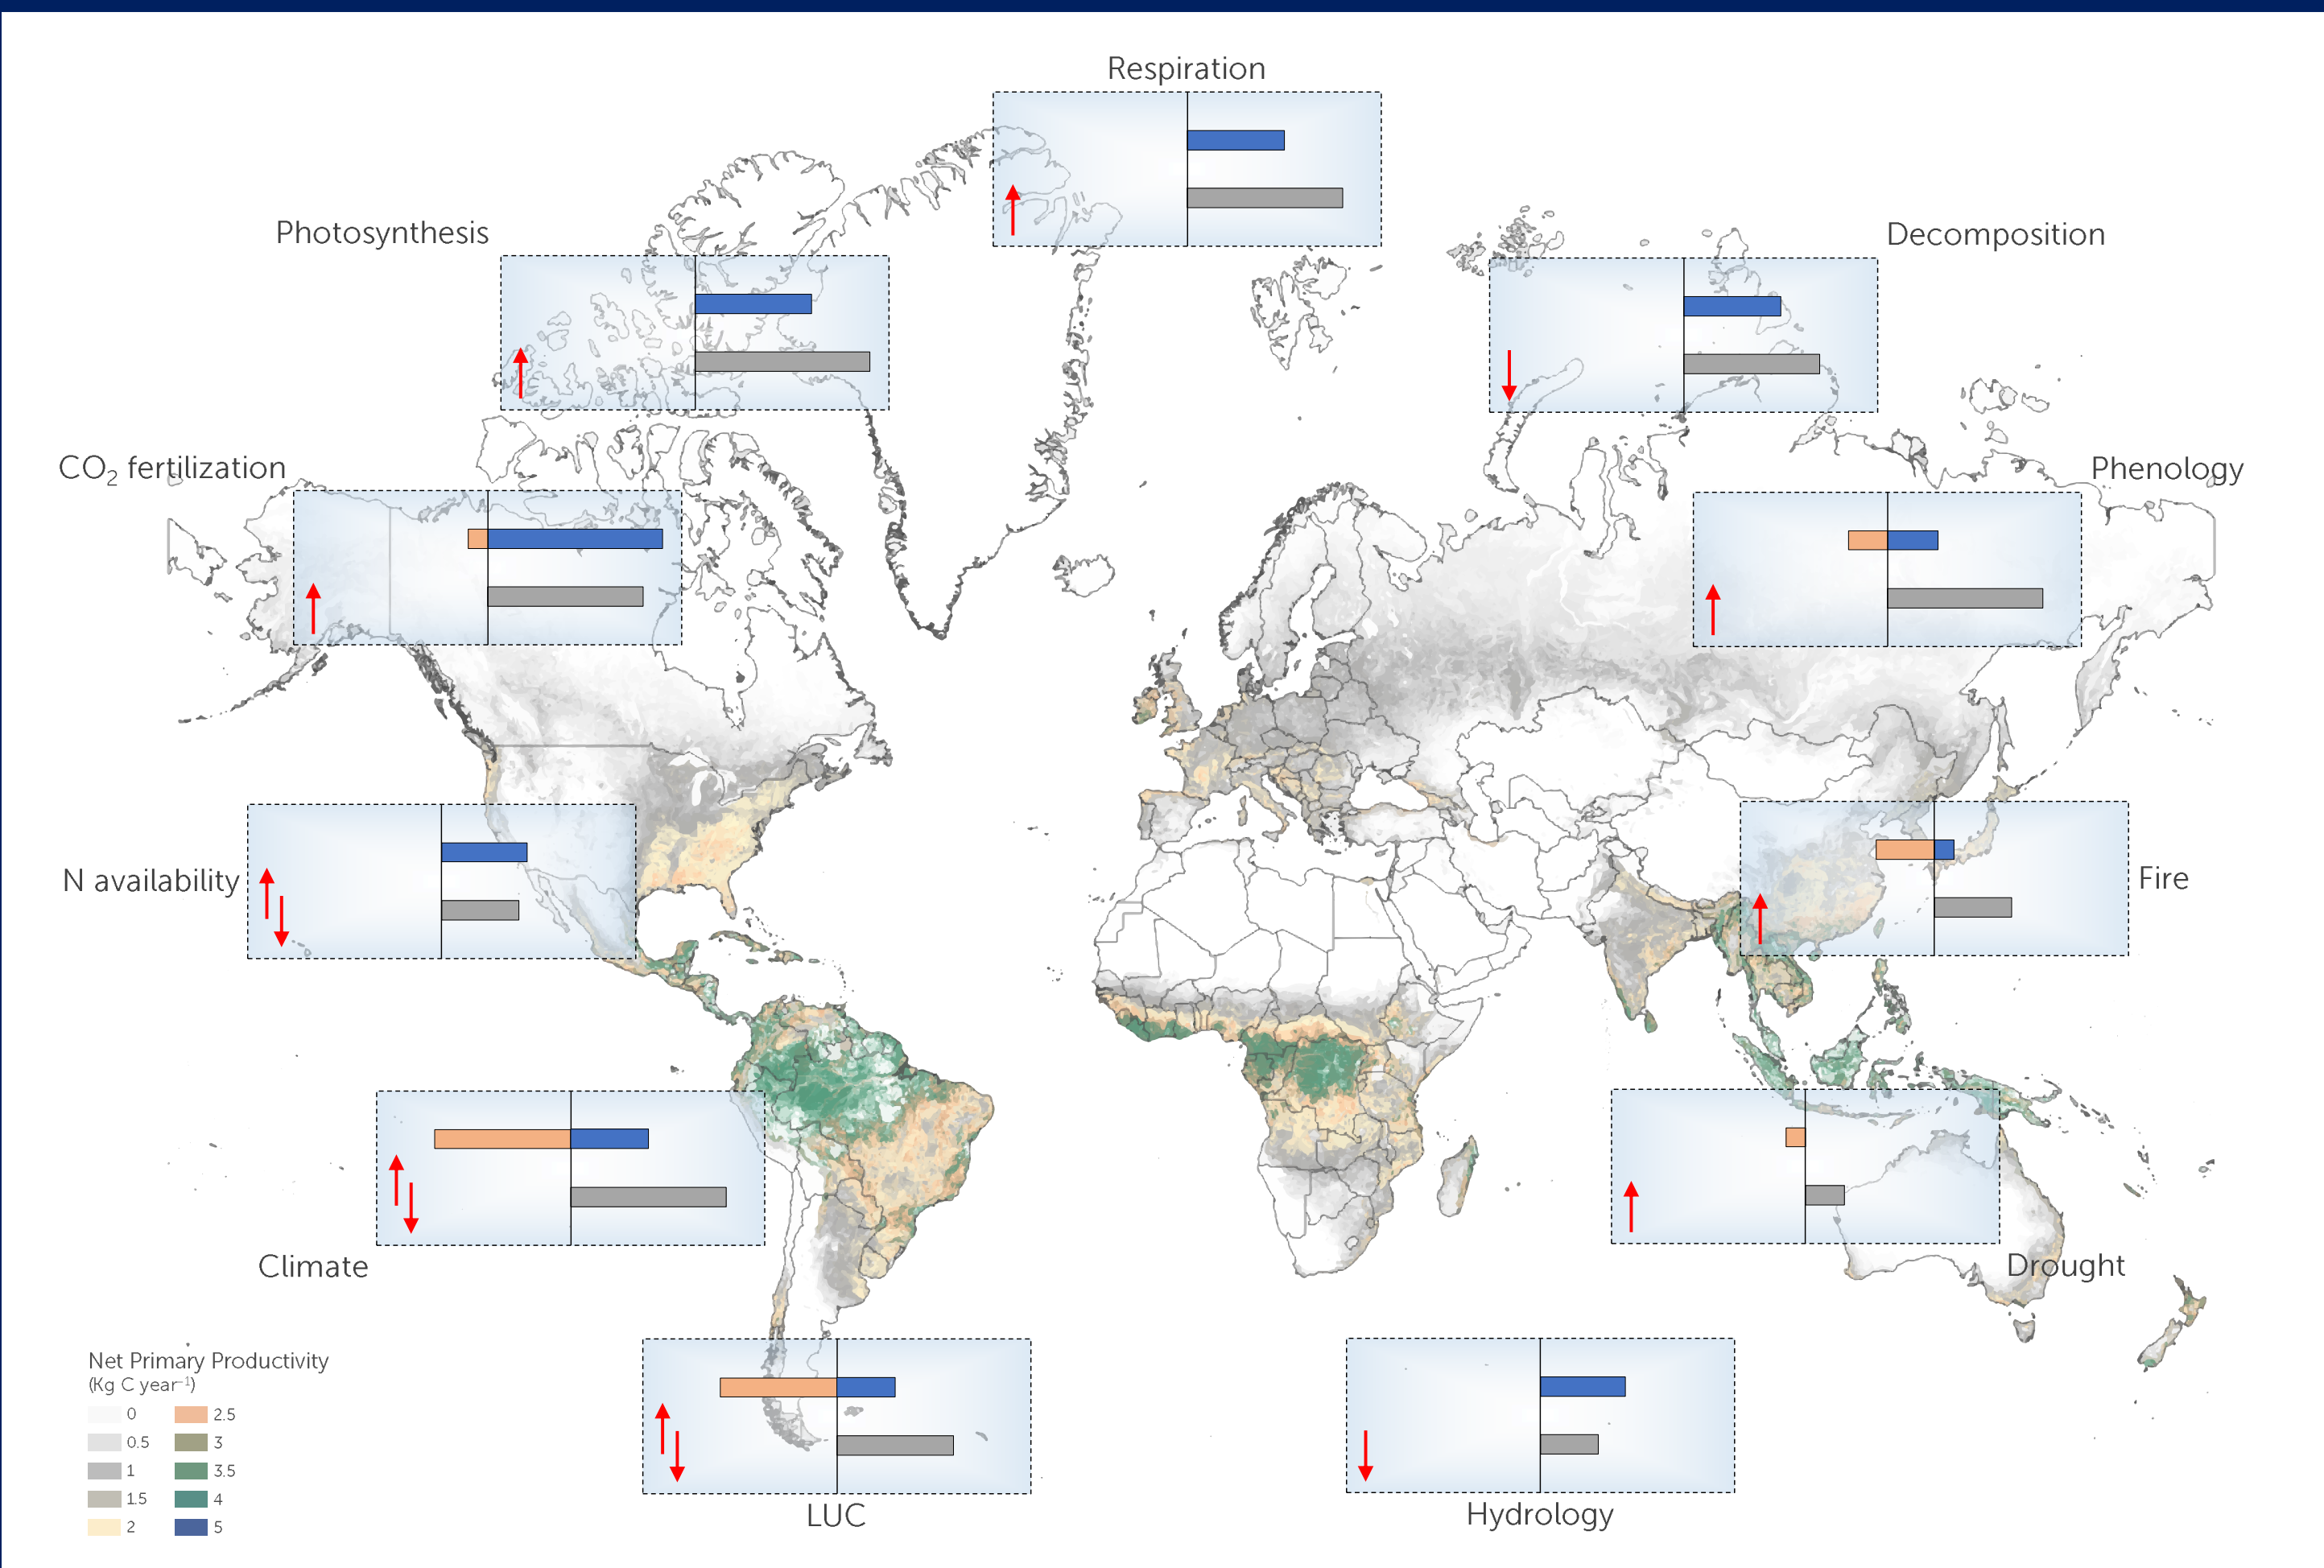 Respiration
Photosynthesis
Decomposition
CO₂ fertilization
Phenology
N availability
Fire
Climate
Drought
Net Primary Productivity
(Kg C year⁻¹)
0 2.5
0.5 3
1 3.5
1.5 4
2 5
LUC
Hydrology